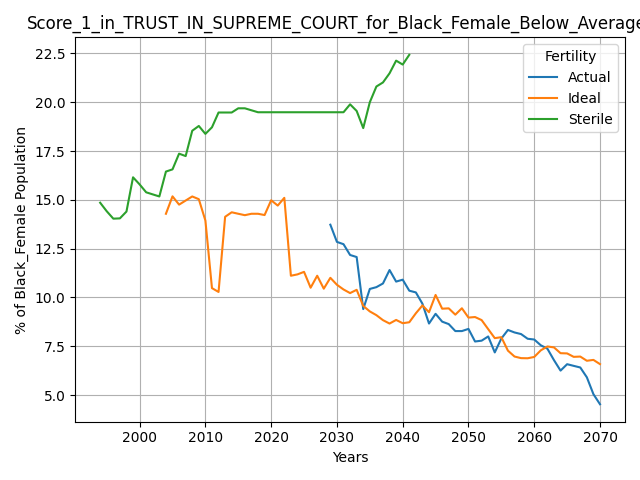 Score_1_in_TRUST_IN_SUPREME_COURT_for_Black_Female_Below_Average
Fertility
Actual
Ideal
Sterile
% of Black_Female Population
22.5
20.0
17.5
15.0
12.5
10.0
7.5
5.0
2000 2010 2020 2030 2040 2050 2060 2070
Years